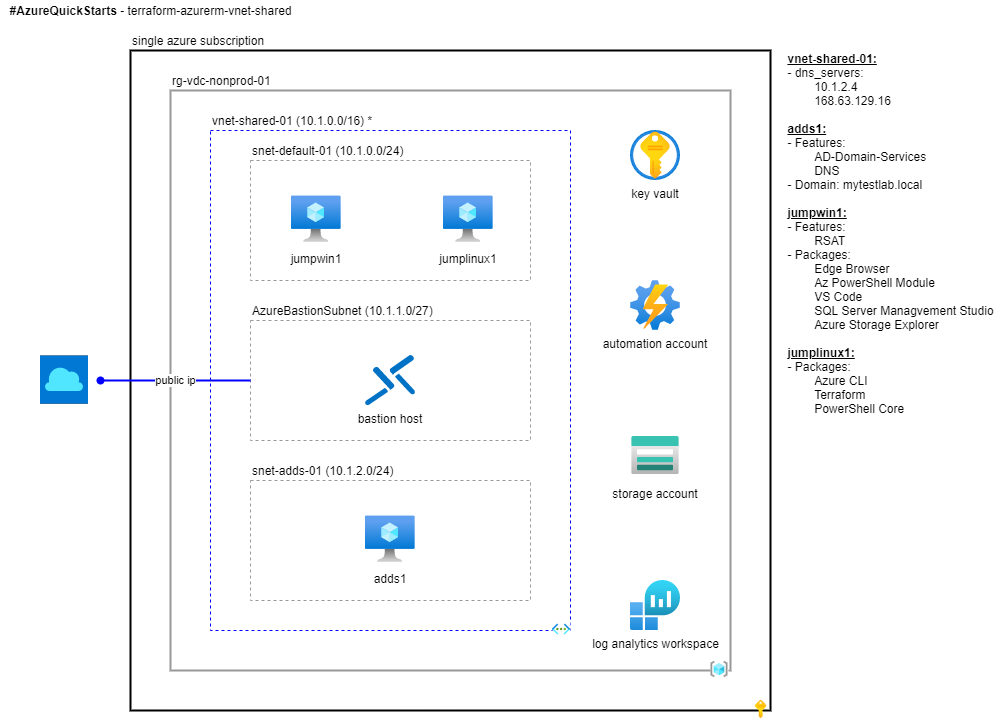 #AzureQuickStarts - terraform-azurerm-vnet-shared
single azure subscription
rg-vdc-nonprod-01
vnet-shared-01 (10.1.0.0/16) *
snet-default-01 (10.1.0.0/24)
jumpwin1
jumplinux1
AzureBastionSubnet (10.1.1.0/27)
public ip
bastion host
snet-adds-01 (10.1.2.0/24)
adds1
key vault
automation account
storage account
log analytics workspace
vnet-shared-01:
- dns_servers:
10.1.2.4
168.63.129.16
adds1:
- Features:
AD-Domain-Services
DNS
- Domain: mytestlab.local
jumpwin1:
- Features:
RSAT
- Packages:
Edge Browser
Az PowerShell Module
VS Code
SQL Server Managvement Studio
Azure Storage Explorer
jumplinux1:
- Packages:
Azure CLI
Terraform
PowerShell Core